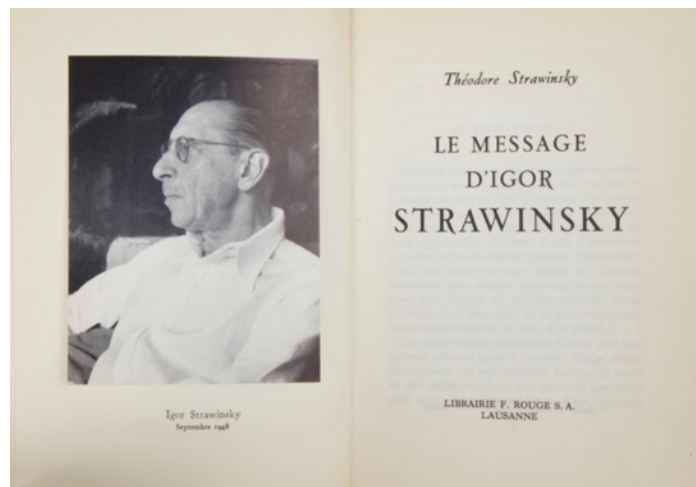 Igor Strawinsky
Septembre 1948
Théodore Strawinsky
LE MESSAGE
D'IGOR
STRAWINSKY
LIBRAIRIE F. ROUGE S. A.
LAUSANNE